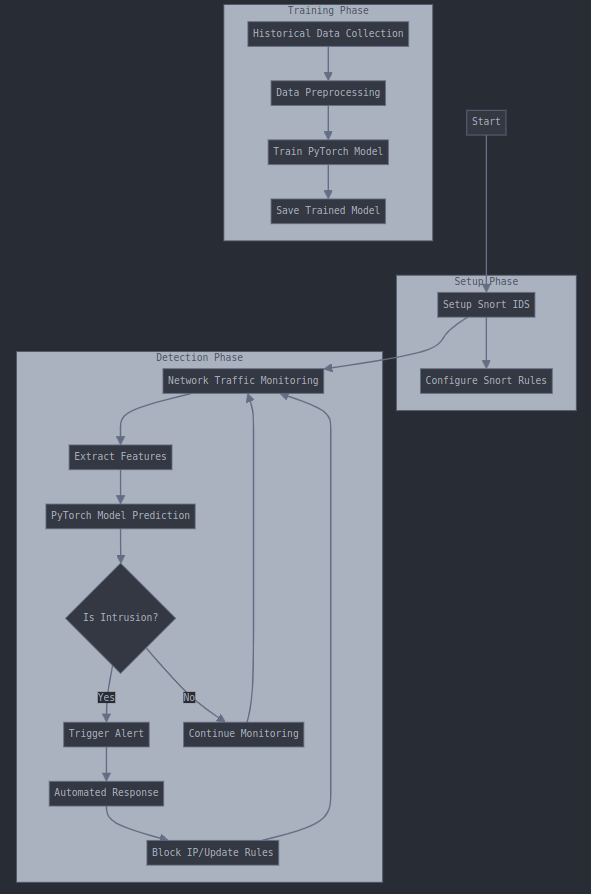 Training Phase
Historical Data Collection
Data Preprocessing
Train PyTorch Model
Save Trained Model
Start
Setup Phase
Setup Snort IDS
Configure Snort Rules
Detection Phase
Network Traffic Monitoring
Extract Features
PyTorch Model Prediction
Is Intrusion?
Yes
No
Trigger Alert
Continue Monitoring
Automated Response
Block IP/Update Rules